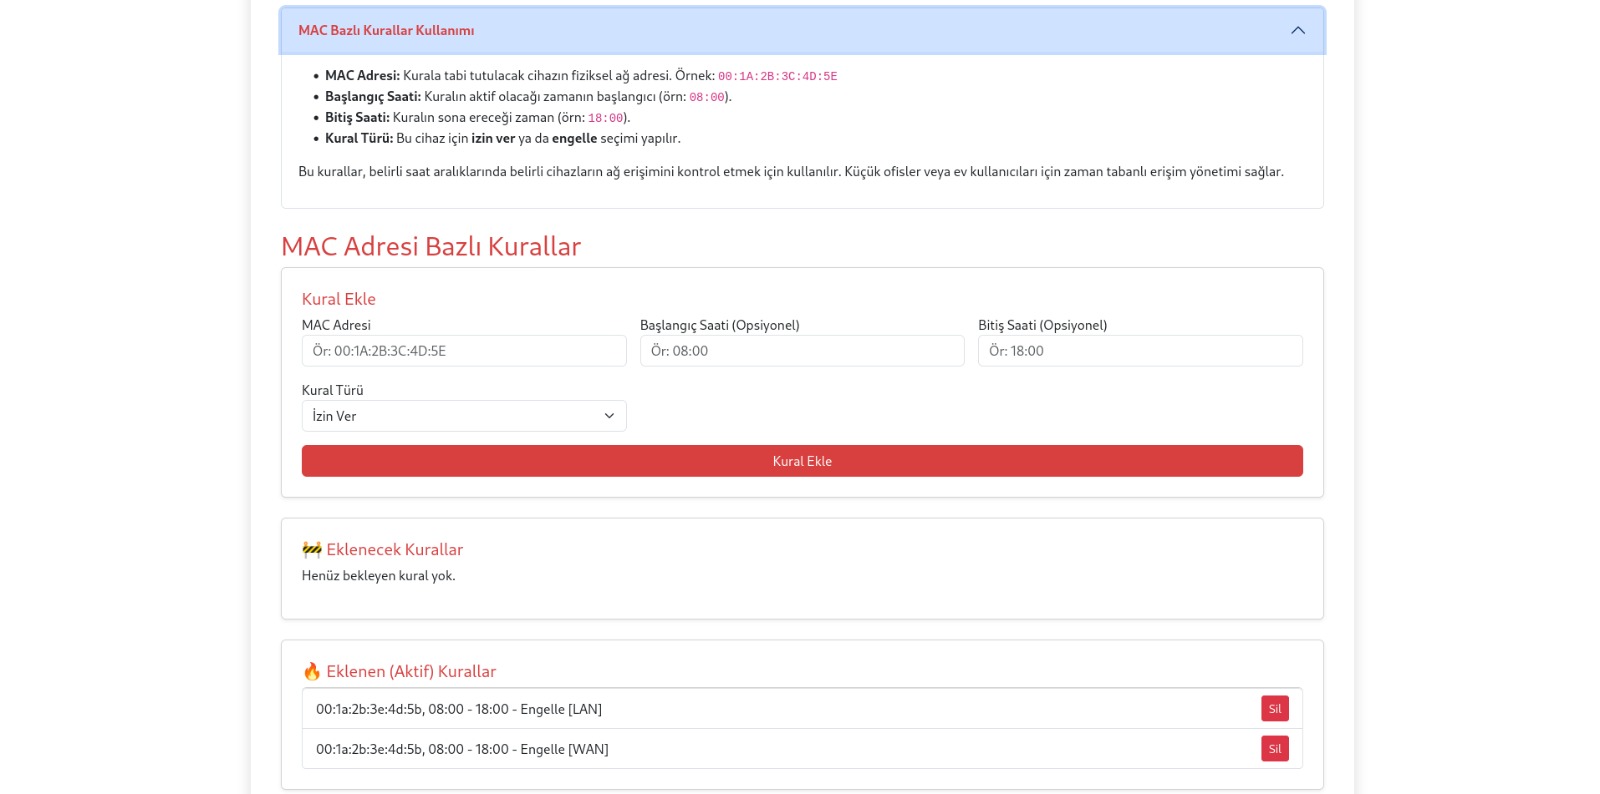 MAC Bazlı Kurallar Kullanımı
• MAC Adresi: Kurala tabi tutulacak cihazın fiziksel ağ adresi. Örnek: 00:1A:2B:3C:4D:5E
• Başlangıç Saati: Kuralın aktif olacağı zamanın başlangıcı (örn: 08:00).
• Bitiş Saati: Kuralın sona ereceği zaman (örn: 18:00).
• Kural Türü: Bu cihaz için izin ver ya da engelle seçimi yapılır.
Bu kurallar, belirli saat aralıklarında belirli cihazların ağ erişimini kontrol etmek için kullanılır. Küçük ofisler veya ev kullanıcıları için zaman tabanlı erişim yönetimi sağlar.
MAC Adresi Bazlı Kurallar
Kural Ekle
MAC Adresi
Ör: 00:1A:2B:3C:4D:5E
Başlangıç Saati (Opsiyonel)
Ör: 08:00
Bitiş Saati (Opsiyonel)
Ör: 18:00
Kural Türü
İzin Ver
Kural Ekle
🚧 Eklenecek Kurallar
Henüz bekleyen kural yok.
🔥 Eklenen (Aktif) Kurallar
00:1a:2b:3e:4d:5b, 08:00 - 18:00 - Engelle [LAN] Sil
00:1a:2b:3e:4d:5b, 08:00 - 18:00 - Engelle [WAN] Sil